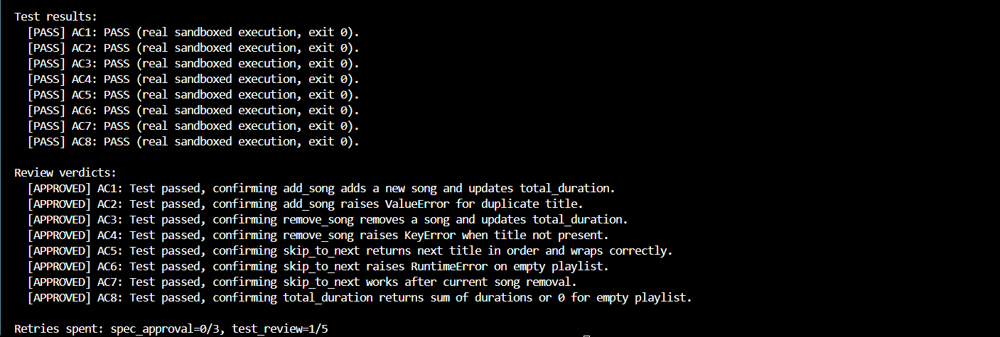 Test results:
[PASS] AC1: PASS (real sandboxed execution, exit 0).
[PASS] AC2: PASS (real sandboxed execution, exit 0).
[PASS] AC3: PASS (real sandboxed execution, exit 0).
[PASS] AC4: PASS (real sandboxed execution, exit 0).
[PASS] AC5: PASS (real sandboxed execution, exit 0).
[PASS] AC6: PASS (real sandboxed execution, exit 0).
[PASS] AC7: PASS (real sandboxed execution, exit 0).
[PASS] AC8: PASS (real sandboxed execution, exit 0).
Review verdicts:
[APPROVED] AC1: Test passed, confirming add_song adds a new song and updates total_duration.
[APPROVED] AC2: Test passed, confirming add_song raises ValueError for duplicate title.
[APPROVED] AC3: Test passed, confirming remove_song removes a song and updates total_duration.
[APPROVED] AC4: Test passed, confirming remove_song raises KeyError when title not present.
[APPROVED] AC5: Test passed, confirming skip_to_next returns next title in order and wraps correctly.
[APPROVED] AC6: Test passed, confirming skip_to_next raises RuntimeError on empty playlist.
[APPROVED] AC7: Test passed, confirming skip_to_next works after current song removal.
[APPROVED] AC8: Test passed, confirming total_duration returns sum of durations or 0 for empty playlist.
Retries spent: spec_approval=0/3, test_review=1/5